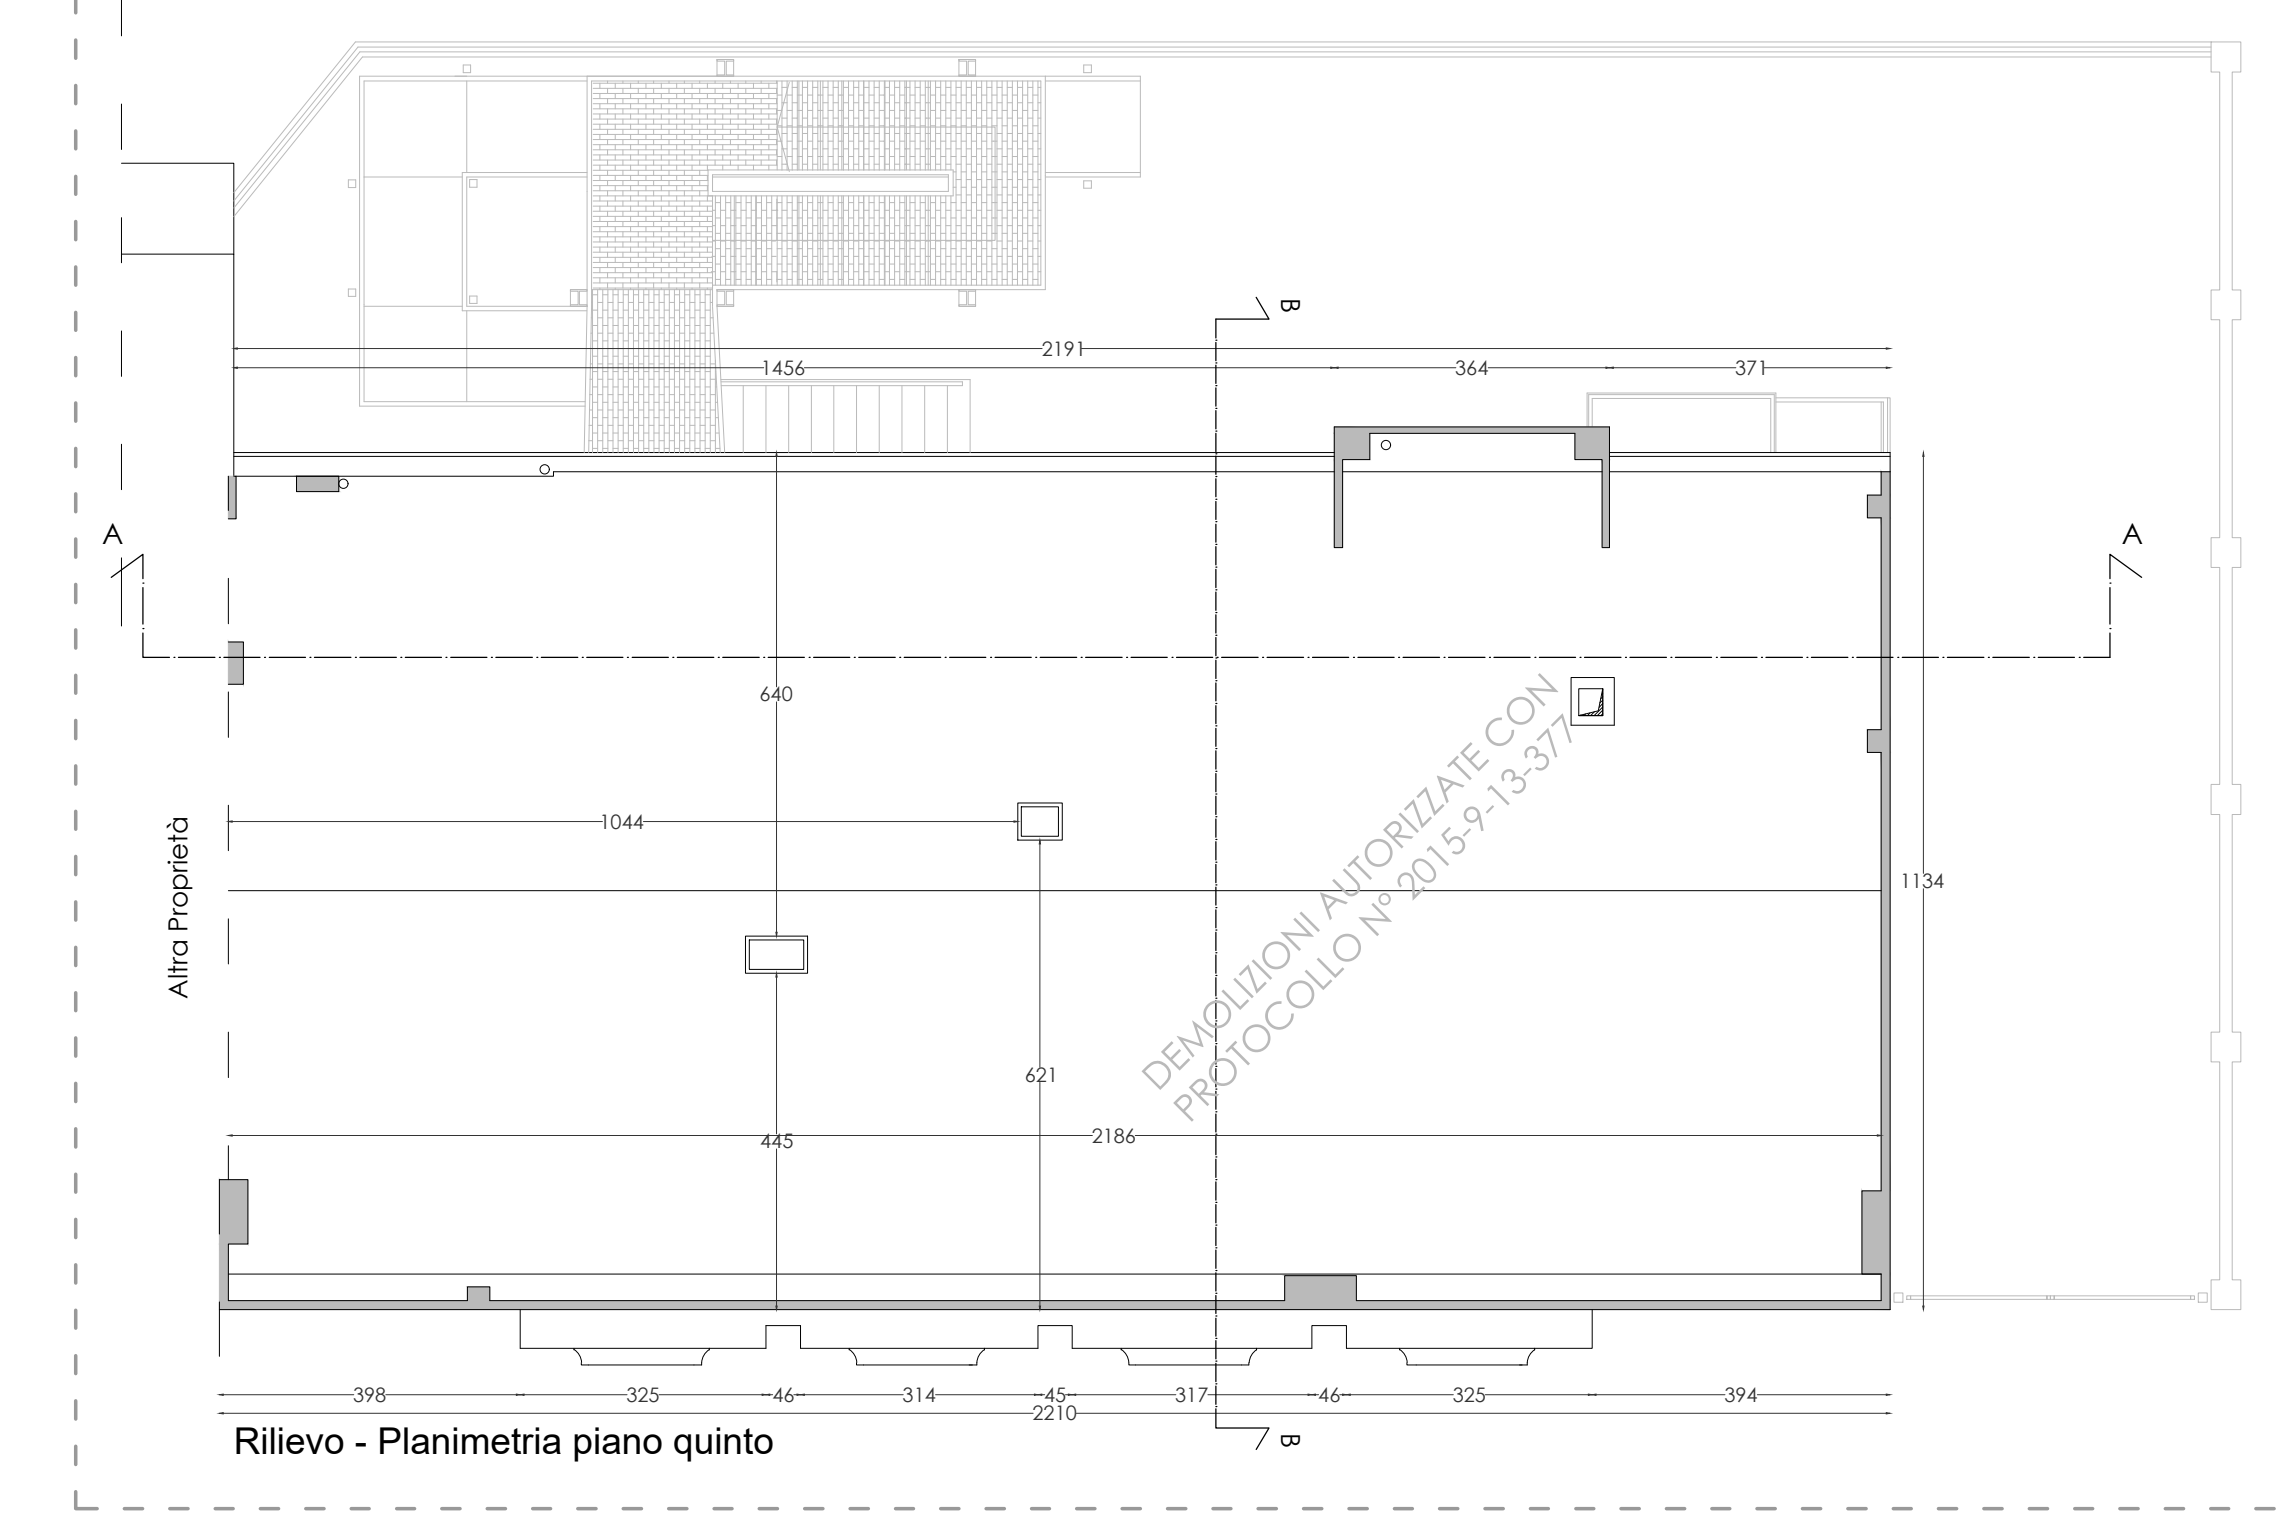 B
2191
1456
364
371
A
A
640
DEMOLIZIONI AUTORIZZATE CON
PROTOCOLLO N° 2015-9-13-377
1044
1134
Altra Proprietà
621
445
2186
398
325
46
314
45
317
46
325
394
2210
Rilievo - Planimetria piano quinto
B